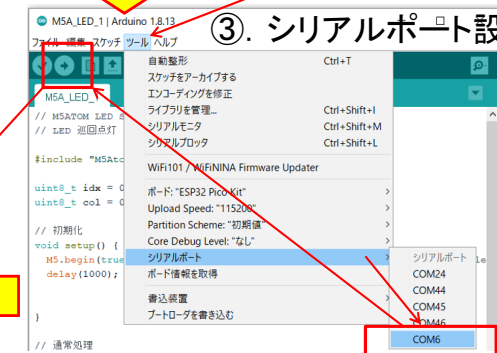 M5A_LED_1 | Arduino 1.8.13
③. シリアルポート設
ファイル 編集 スケッチ ツール ヘルプ
自動整形 Ctrl+T
スケッチをアーカイブする
エンコーディングを修正
ライブラリを管理... Ctrl+Shift+I
シリアルモニタ Ctrl+Shift+M
シリアルプロッタ Ctrl+Shift+L
WiFi101 / WiFiNINA Firmware Updater
ボード: "ESP32 Pico Kit"
Upload Speed: "115200"
Partition Scheme: "初期値"
Core Debug Level: "なし"
シリアルポート
ボード情報を取得
書込装置
ブートローダを書き込む
シリアルポート
COM24
COM44
COM45
COM46
COM6
M5A_LED_1
// M5ATOM LED S
// LED 巡回点灯
#include "M5Ato
uint8_t idx = 0
uint8_t col = 0
// 初期化
void setup() {
M5.begin(true
le
delay(1000);
}
// 通常処理